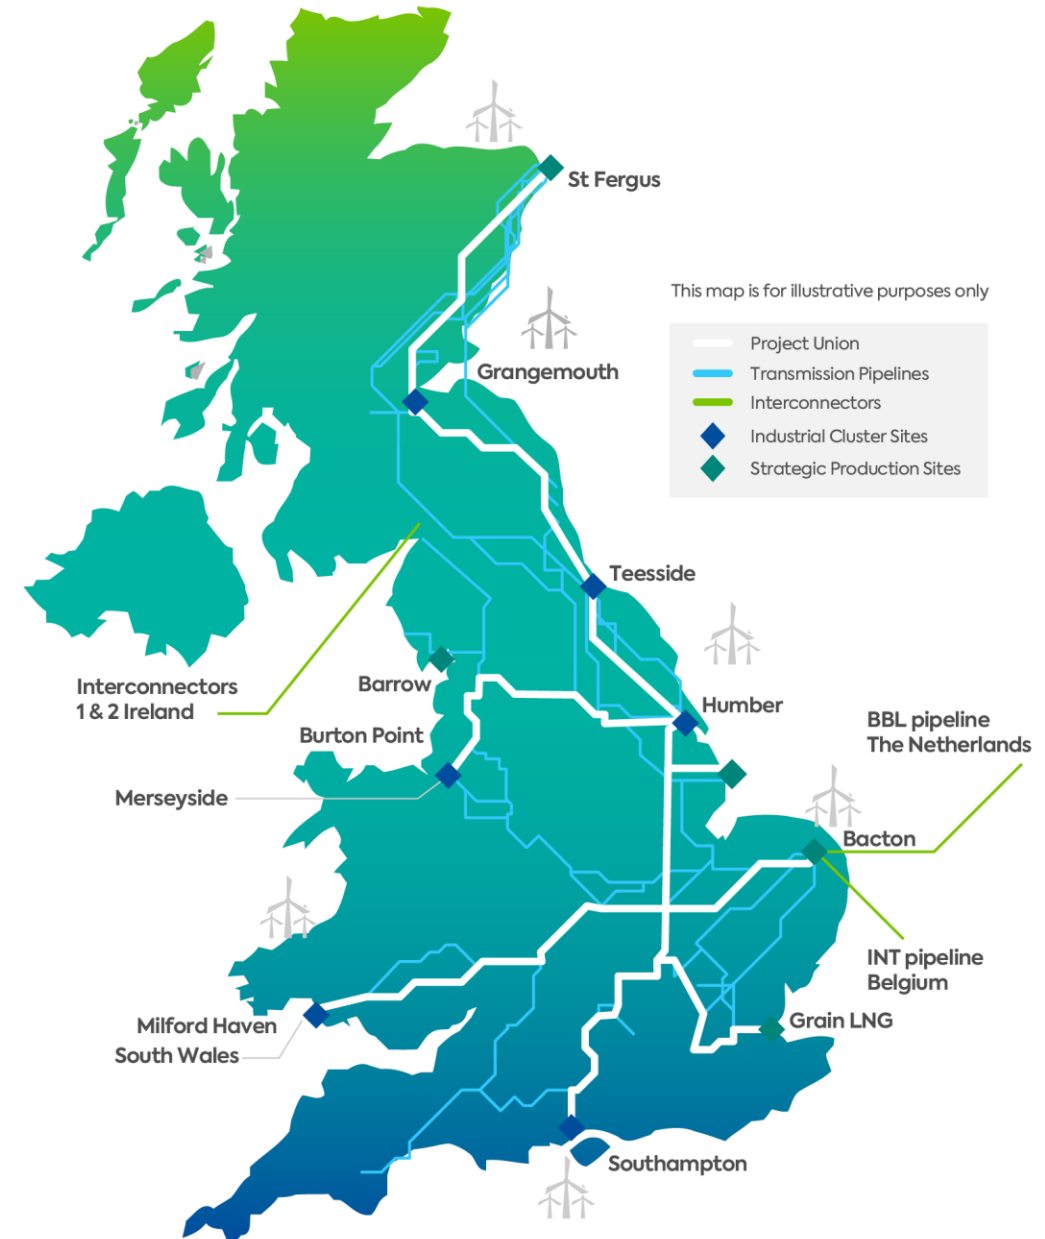 St Fergus
This map is for illustrative purposes only
Project Union
Transmission Pipelines
Interconnectors
Industrial Cluster Sites
Strategic Production Sites
Grangemouth
Teesside
Interconnectors
1 & 2 Ireland
Barrow
Humber
Burton Point
BBL pipeline
The Netherlands
Merseyside
Bacton
INT pipeline
Belgium
Milford Haven
South Wales
Grain LNG
Southampton